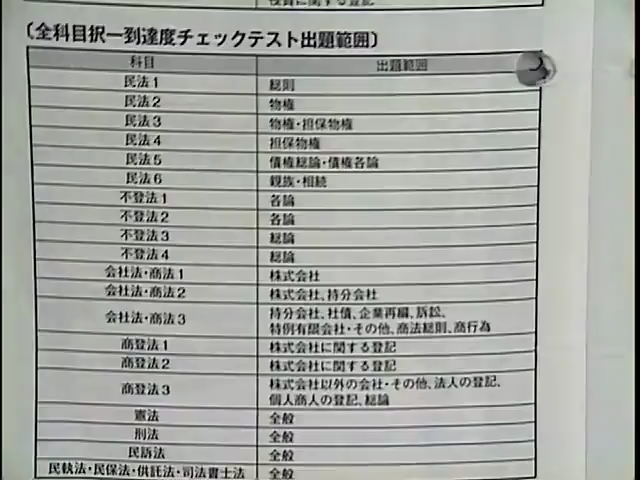 役員に関する登記
〔全科目択一到達度チェックテスト出題範囲〕
科目 出題範囲
民法1 総則
民法2 物権
民法3 物権・担保物権
民法4 担保物権
民法5 債権総論・債権各論
民法6 親族・相続
不登法1 各論
不登法2 各論
不登法3 総論
不登法4 総論
会社法・商法1 株式会社
会社法・商法2 株式会社、持分会社
会社法・商法3 持分会社、社債、企業再編、訴訟、
特例有限会社・その他、商法総則、商行為
商登法1 株式会社に関する登記
商登法2 株式会社に関する登記
商登法3 株式会社以外の会社・その他、法人の登記、
個人商人の登記、総論
憲法 全般
刑法 全般
民訴法 全般
民執法・民保法・供託法・司法書士法 全般